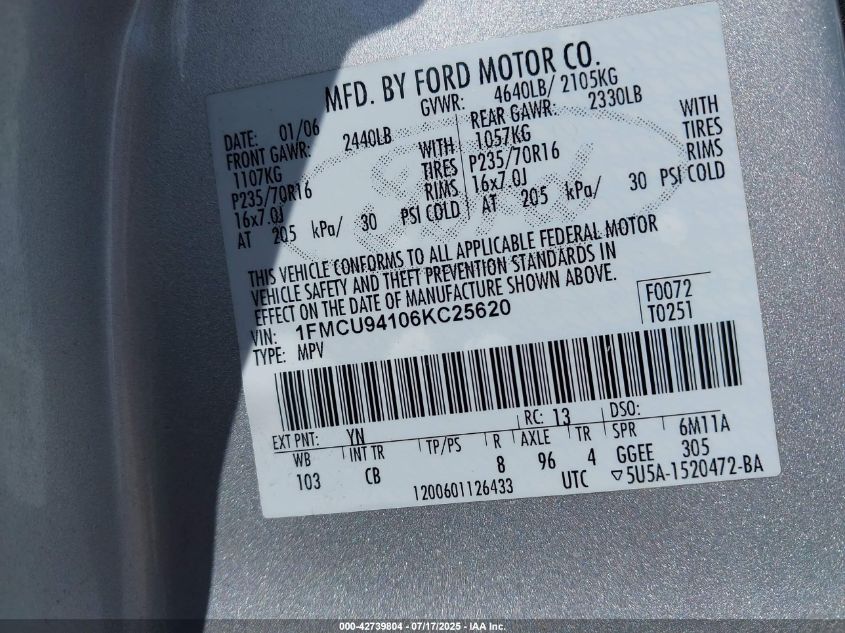 MFD. BY FORD MOTOR CO.
DATE: 01/06 GVWR: 4640LB/ 2105KG
FRONT GAWR: 2440LB REAR GAWR: 2330LB
1107KG WITH 1057KG WITH
P235/70R16 TIRES P235/70R16 TIRES
16x7.0J RIMS 16x7.0J RIMS
AT 205 kPa/ 30 PSI COLD AT 205 kPa/ 30 PSI COLD
THIS VEHICLE CONFORMS TO ALL APPLICABLE FEDERAL MOTOR
VEHICLE SAFETY AND THEFT PREVENTION STANDARDS IN
EFFECT ON THE DATE OF MANUFACTURE SHOWN ABOVE.
VIN: 1FMCU94106KC25620 F0072
TYPE: MPV T0251
EXT PNT: YN RC: 13 DSO:
WB INT TR TP/PS R AXLE TR SPR 6M11A
103 CB 8 96 4 GGEE 305
1200601126433 UTC ▽5U5A-1520472-BA
000-42739804 / 07/17/2025 - IAA Inc.